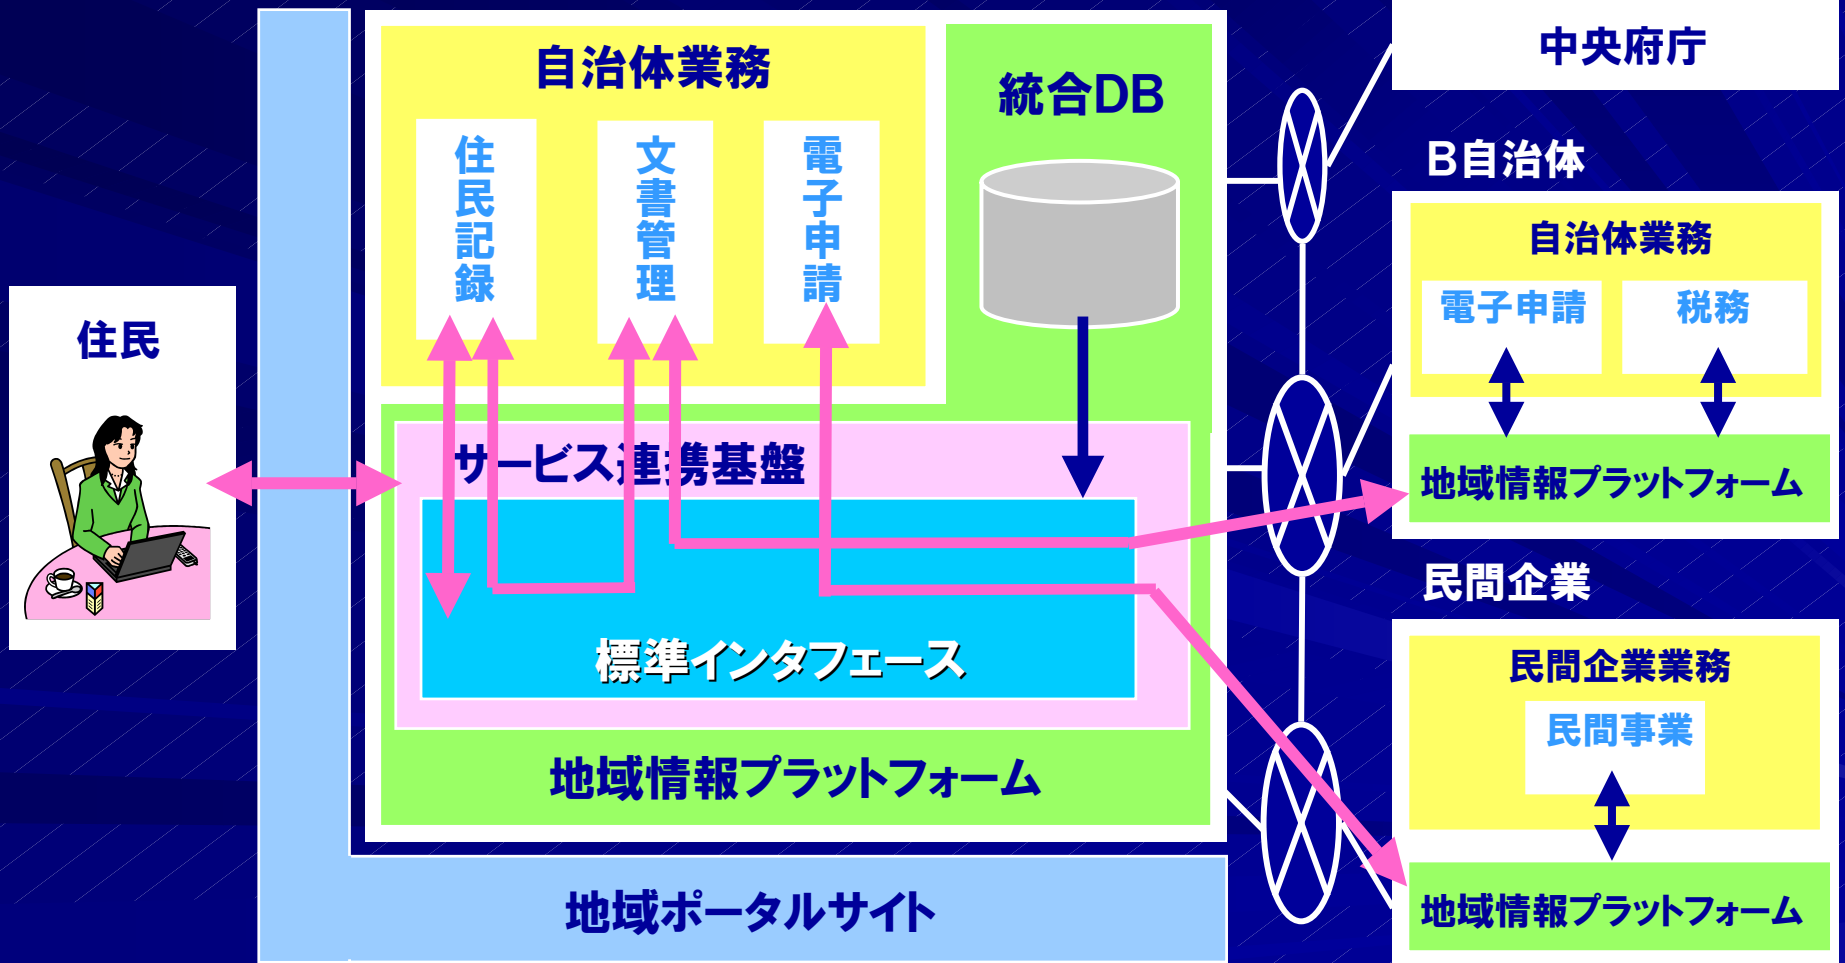 住民
自治体業務
住民記録
文書管理
電子申請
統合DB
サービス連携基盤
標準インタフェース
地域情報プラットフォーム
地域ポータルサイト
中央府庁
B自治体
自治体業務
電子申請
税務
地域情報プラットフォーム
民間企業
民間企業業務
民間事業
地域情報プラットフォーム